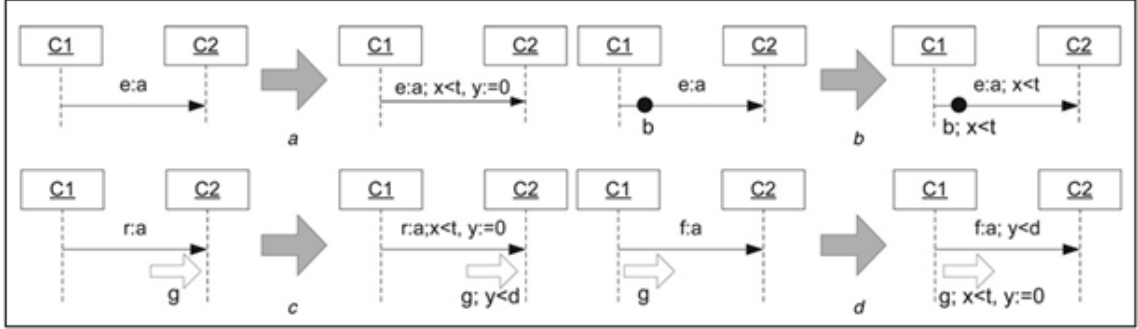 C1 C2 C1 C2 C1 C2 C1 C2
e:a e:a; x<t, y:=0 e:a e:a; x<t
b b; x<t
a b
C1 C2 C1 C2 C1 C2 C1 C2
r:a r:a;x<t, y:=0 f:a f:a; y<d
g g; y<d g g; x<t, y:=0
c d